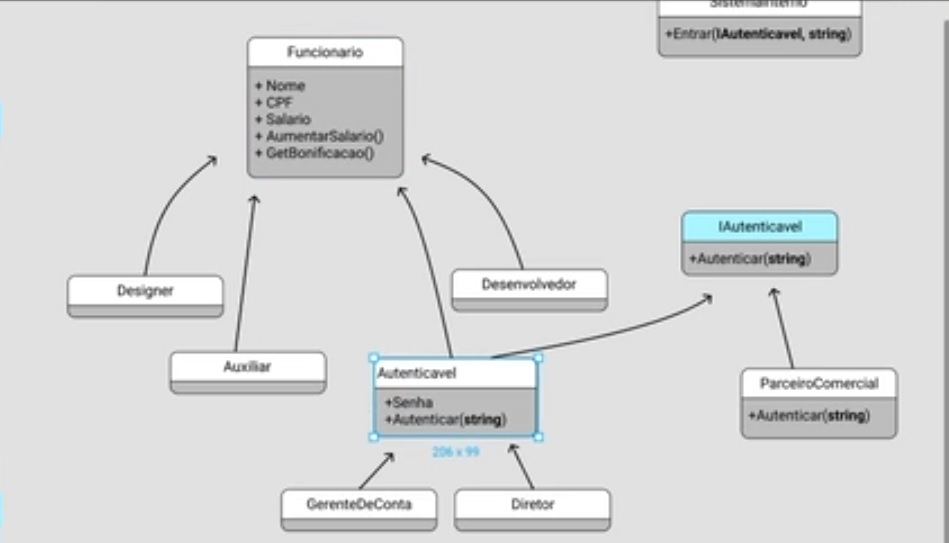 SistemaInterno
+Entrar(IAutenticavel, string)
Funcionario
+ Nome
+ CPF
+ Salario
+ AumentarSalario()
+ GetBonificacao()
IAutenticavel
+Autenticar(string)
Designer
Desenvolvedor
Auxiliar
Autenticavel
+Senha
+Autenticar(string)
206 x 99
ParceiroComercial
+Autenticar(string)
GerenteDeConta
Diretor